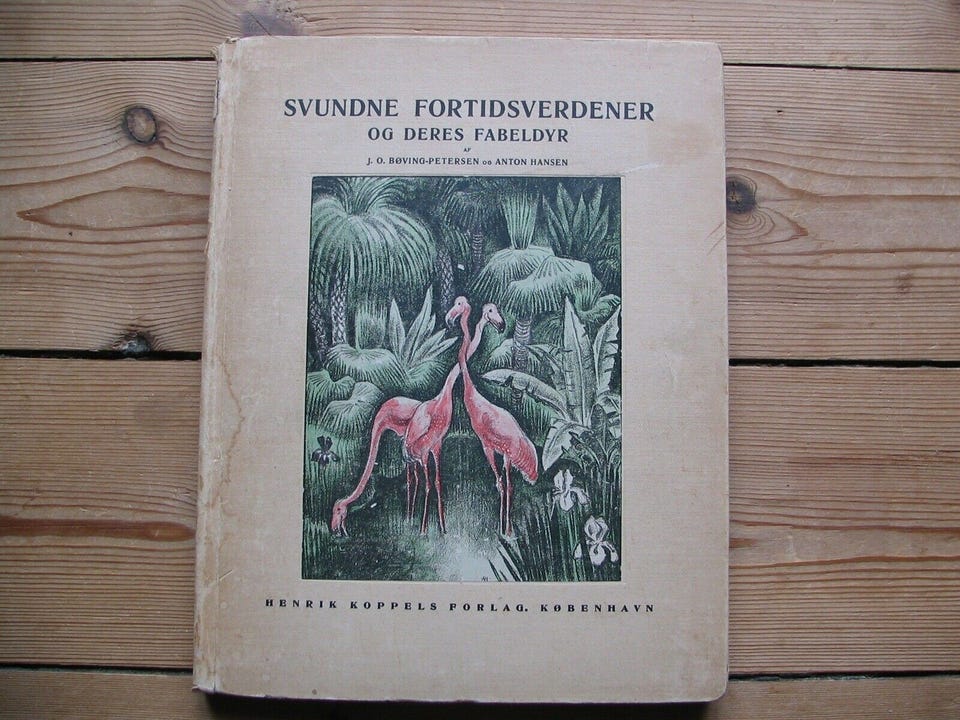 SVUNDNE FORTIDSVERDENER
OG DERES FABELDYR
AF
J. O. BØVING-PETERSEN OG ANTON HANSEN
HENRIK KOPPELS FORLAG. KØBENHAVN